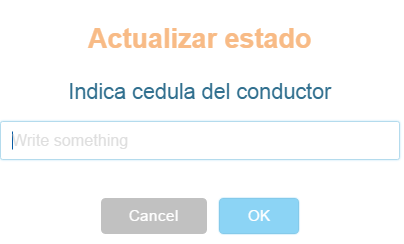 Actualizar estado
Indica cedula del conductor
Write something
Cancel OK